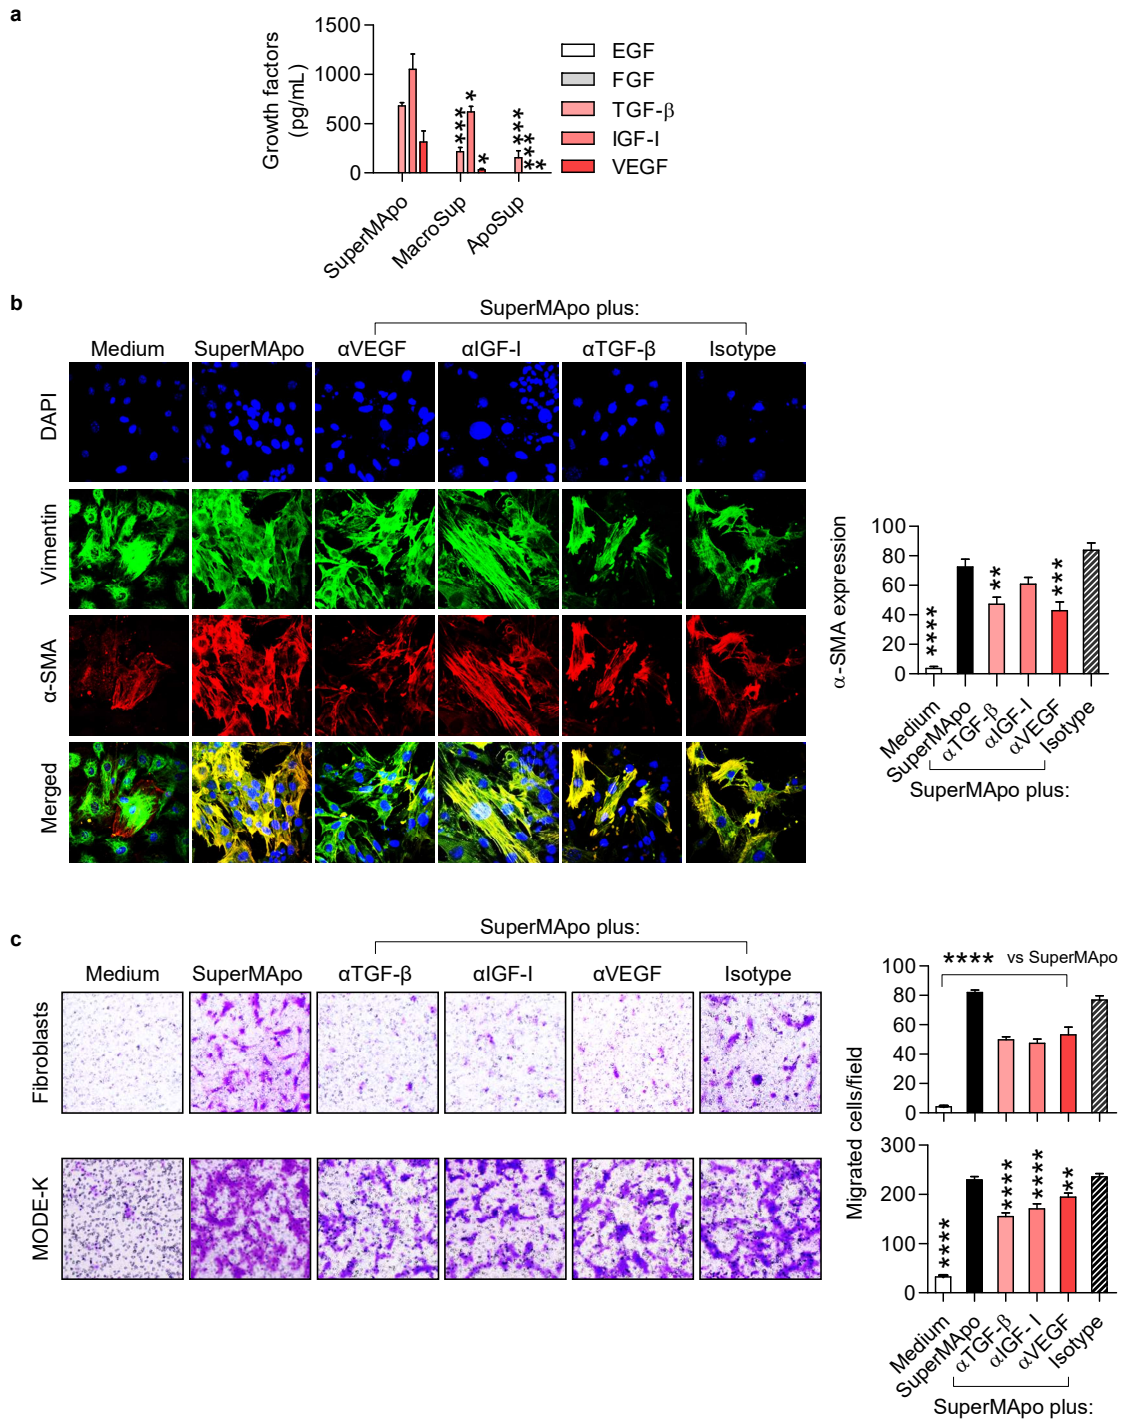 a
1500
1000
500
0
Growth factors
(pg/mL)
***
*
*
***
***
*
SuperMApo
MacroSup
ApoSup
EGF
FGF
TGF-β
IGF-I
VEGF
b
SuperMApo plus:
Medium SuperMApo αVEGF αIGF-I αTGF-β Isotype
DAPI
Vimentin
α-SMA
Merged
α-SMA expression
100
80
60
40
20
0
****
**
***
Medium
SuperMApo
αTGF-β
αIGF-I
αVEGF
Isotype
SuperMApo plus:
c
SuperMApo plus:
Medium SuperMApo αTGF-β αIGF-I αVEGF Isotype
Fibroblasts
MODE-K
Migrated cells/field
**** vs SuperMApo
100
80
60
40
20
0
300
200
100
0
****
****
****
**
Medium
SuperMApo
αTGF-β
αIGF- I
αVEGF
Isotype
SuperMApo plus: